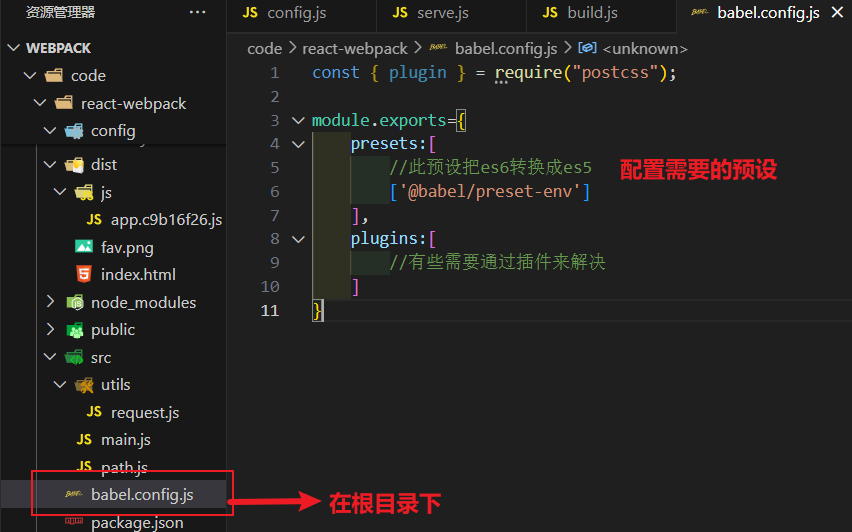 资源管理器 ···
WEBPACK
code
react-webpack
config
dist
js
JS app.c9b16f26.js
fav.png
index.html
node_modules
public
src
utils
JS request.js
JS main.js
JS path.js
BABEL babel.config.js
npm package.json
在根目录下
JS config.js JS serve.js JS build.js BABEL babel.config.js
code > react-webpack > BABEL babel.config.js > <unknown>
1 const { plugin } = require("postcss");
2
3 module.exports={
4 presets:[
5 //此预设把es6转换成es5
6 ['@babel/preset-env']
7 ],
8 plugins:[
9 //有些需要通过插件来解决
10 ]
11 }
配置需要的预设